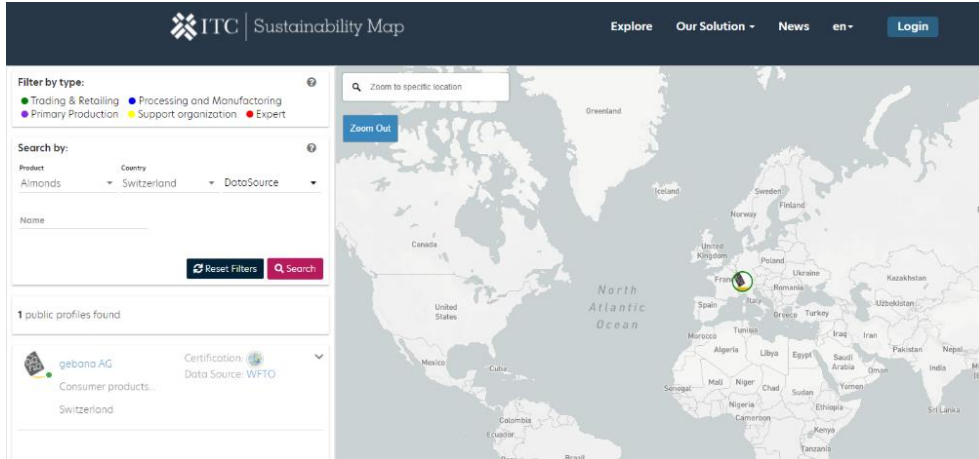 ITC | Sustainability Map
Explore Our Solution News en Login
Filter by type:
Trading & Retailing Processing and Manufactoring
Primary Production Support organization Expert
Search by:
Product Country
Almonds Switzerland DataSource
Name
Reset Filters Search
1 public profiles found
gebana AG
Consumer products...
Switzerland
Certification:
Data Source: WFTO
Zoom to specific location
Zoom Out
Greenland
Iceland
Sweden
Finland
Norway
Canada
United
Kingdom
Poland
Ukraine
Kazakhstan
France
Romania
North
Atlantic
Ocean
Spain
Italy
Uzbekistan
Greece Turkey
United
States
Morocco
Tunisia
Iraq Iran
Algeria Libya Egypt
Saudi
Arabia
Pakistan Nepal
Oman India
Mexico
Cuba
Senegal
Mali Niger Chad Sudan Yemen
Nigeria
Ethiopia
Sri Lanka
Cameroon
Colombia
Ecuador
Kenya
Tanzania
Brazil